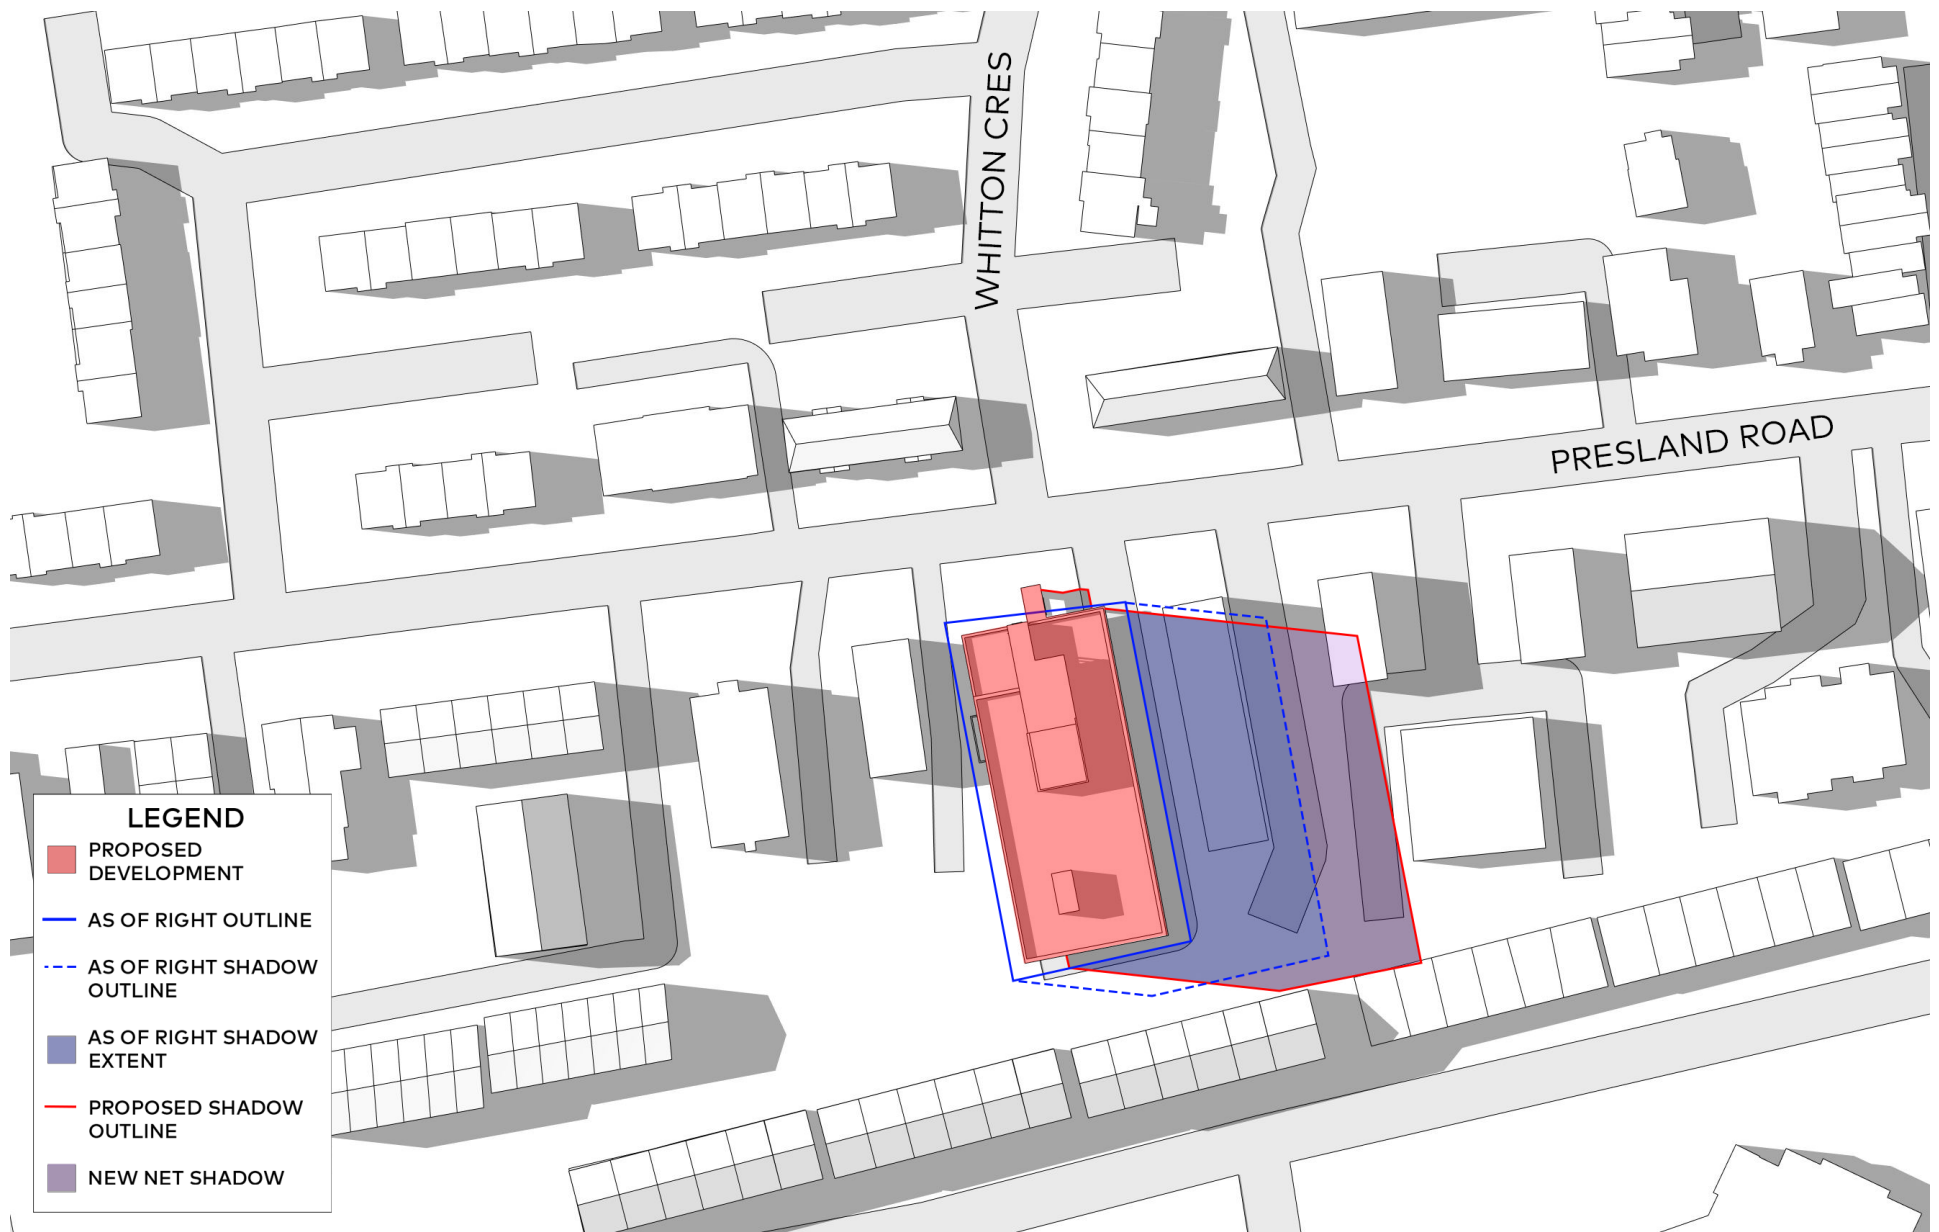 WHITTON CRES
PRESLAND ROAD
LEGEND
PROPOSED
DEVELOPMENT
AS OF RIGHT OUTLINE
AS OF RIGHT SHADOW
OUTLINE
AS OF RIGHT SHADOW
EXTENT
PROPOSED SHADOW
OUTLINE
NEW NET SHADOW